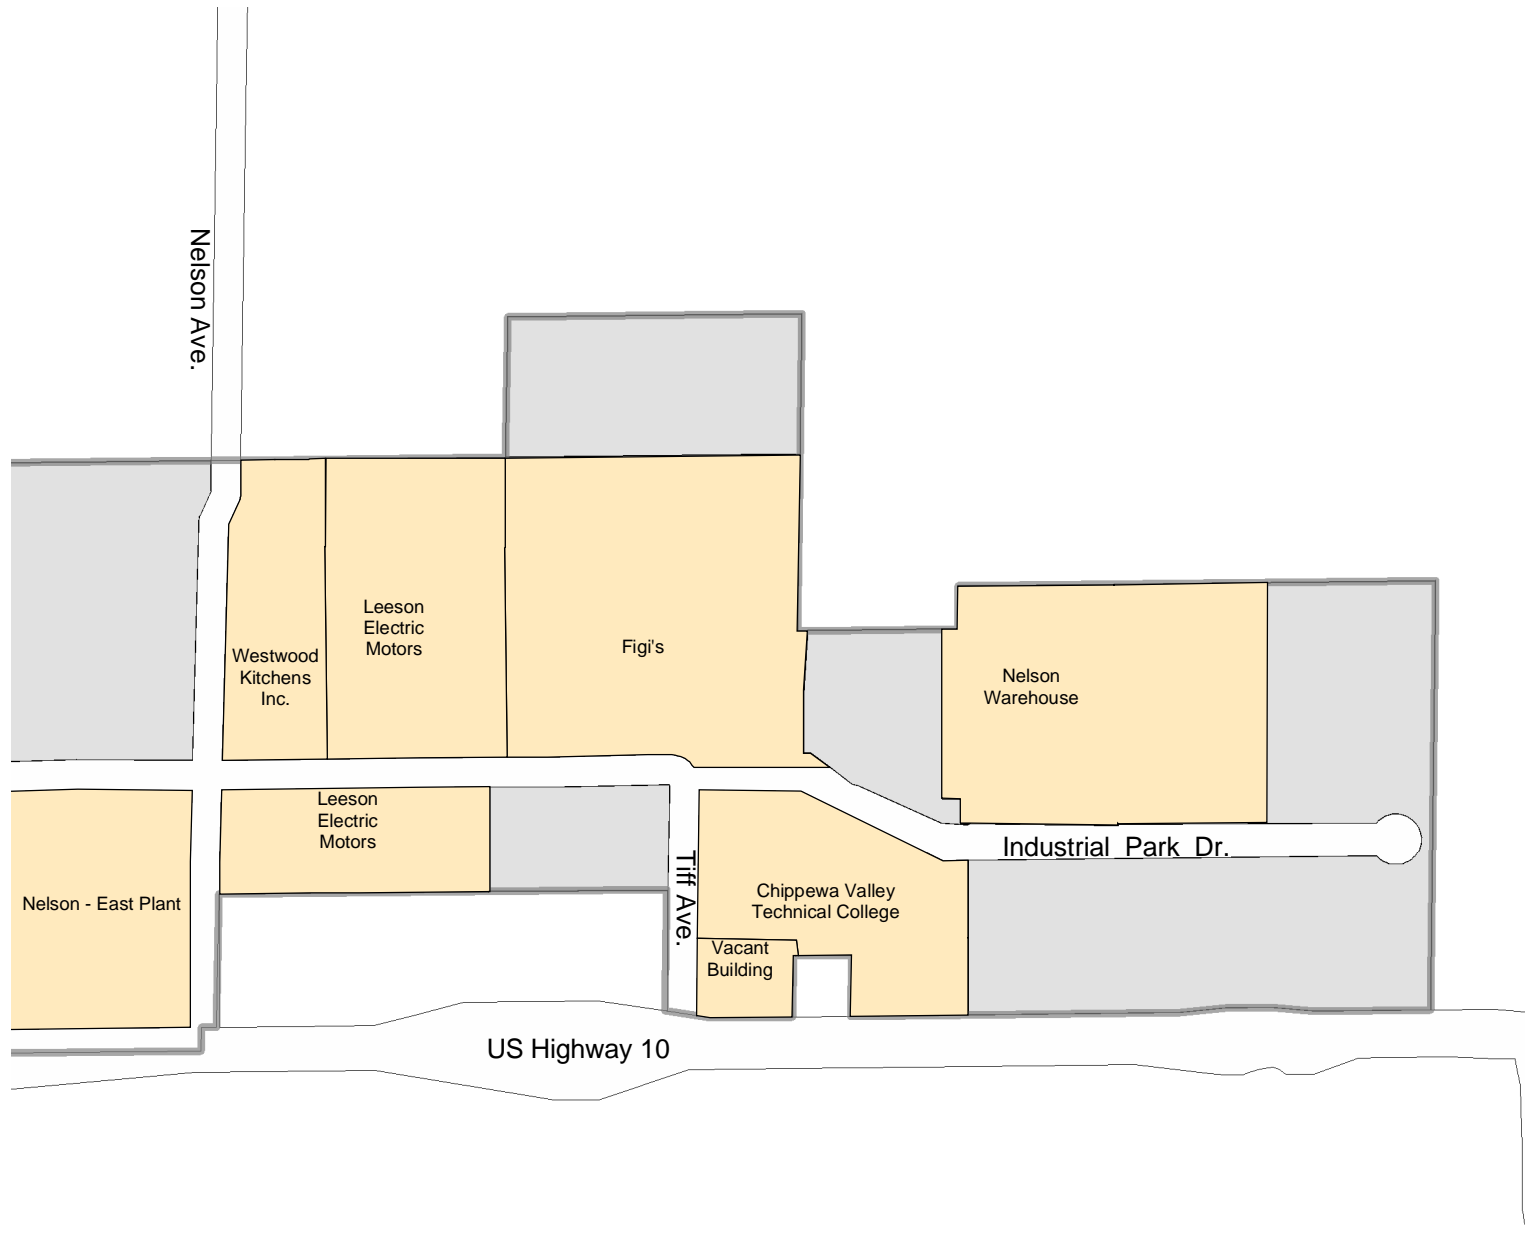 Nelson Ave.
Leeson
Electric
Motors
Westwood
Kitchens
Inc.
Figi's
Nelson
Warehouse
Leeson
Electric
Motors
Industrial Park Dr.
Tiff Ave.
Chippewa Valley
Technical College
Nelson - East Plant
Vacant
Building
US Highway 10